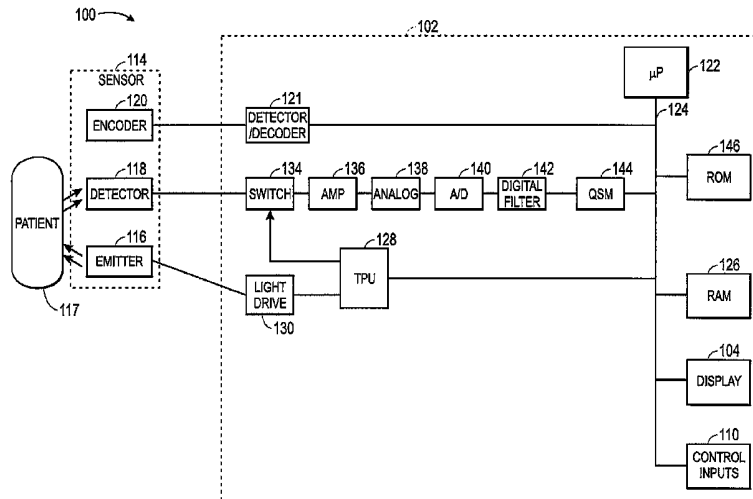 100
102
114
SENSOR
μP
122
120
ENCODER
121
DETECTOR
/DECODER
124
118
DETECTOR
134
SWITCH
136
AMP
138
ANALOG
140
A/D
142
DIGITAL
FILTER
144
QSM
146
ROM
PATIENT
116
EMITTER
128
TPU
126
RAM
117
LIGHT
DRIVE
130
104
DISPLAY
110
CONTROL
INPUTS